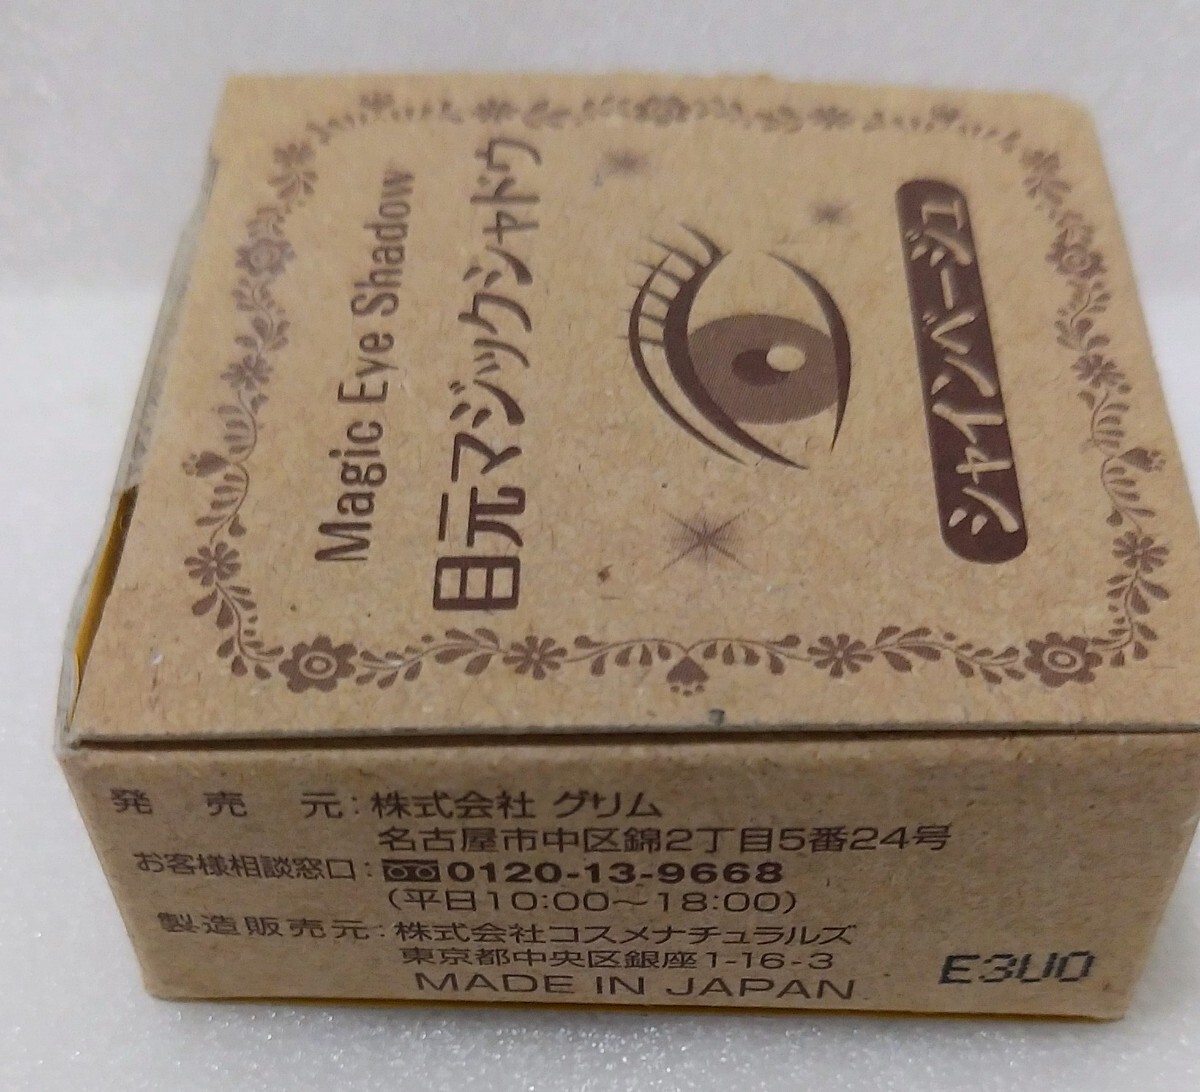 Magic Eye Shadow
目元マジックシャドウ
シャインベージュ
発売元:株式会社 グリム
名古屋市中区錦2丁目5番24号
お客様相談窓口:0120-13-9668
(平日10:00～18:00)
製造販売元:株式会社コスメナチュラルズ
東京都中央区銀座1-16-3
MADE IN JAPAN
E3U0